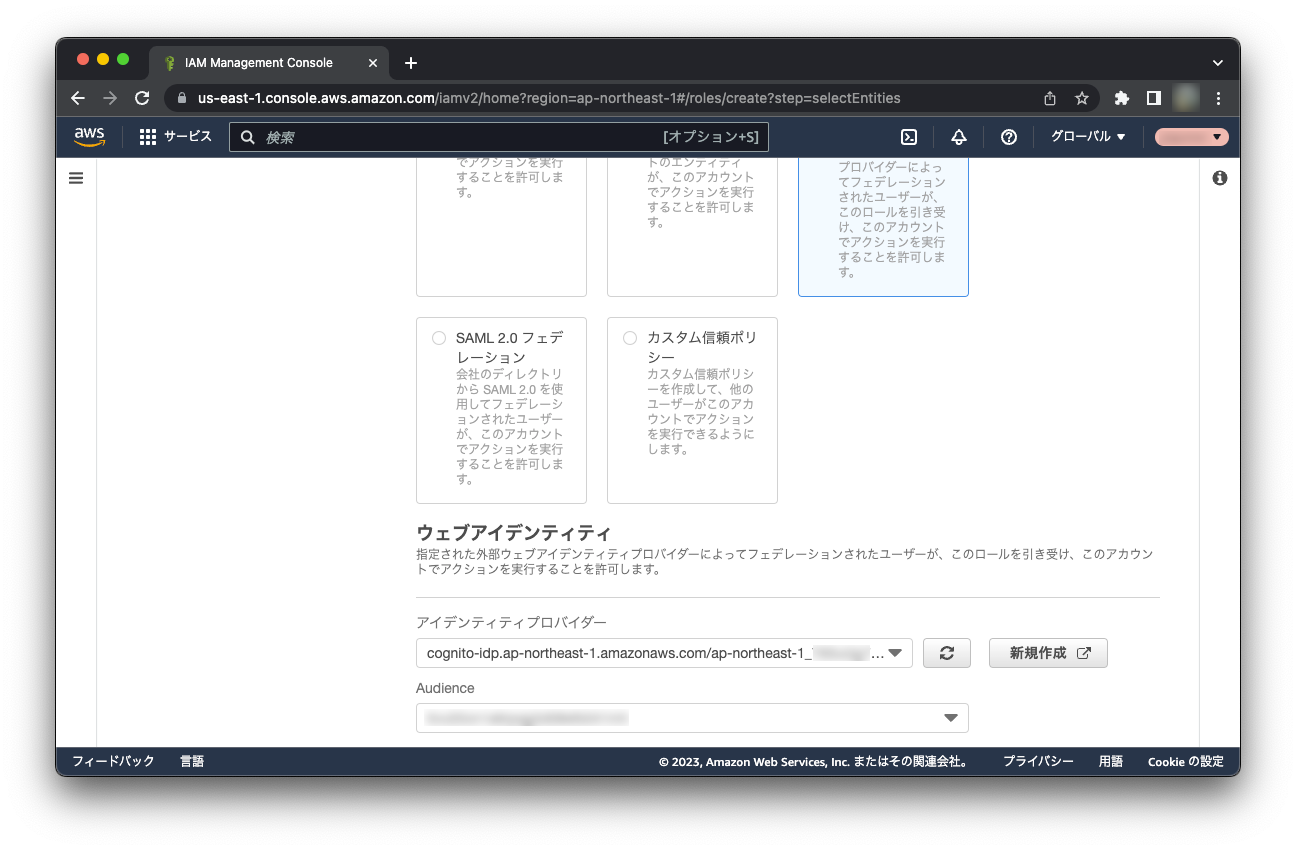 IAM Management Console
us-east-1.console.aws.amazon.com/iamv2/home?region=ap-northeast-1#/roles/create?step=selectEntities
aws
サービス
検索
[オプション+S]
グローバル
でアクションを実行
することを許可しま
す。
トのエンティティ
が、このアカウント
でアクションを実行
することを許可しま
す。
プロバイダーによっ
てフェデレーション
されたユーザーが、
このロールを引き受
け、このアカウント
でアクションを実行
することを許可しま
す。
SAML 2.0 フェデ
レーション
会社のディレクトリ
から SAML 2.0 を使
用してフェデレーシ
ョンされたユーザー
が、このアカウント
でアクションを実行
することを許可しま
す。
カスタム信頼ポリ
シー
カスタム信頼ポリシ
ーを作成して、他の
ユーザーがこのアカ
ウントでアクション
を実行できるように
します。
ウェブアイデンティティ
指定された外部ウェブアイデンティティプロバイダーによってフェデレーションされたユーザーが、このロールを引き受け、このアカウン
トでアクションを実行することを許可します。
アイデンティティプロバイダー
cognito-idp.ap-northeast-1.amazonaws.com/ap-northeast-1_ ...
新規作成
Audience
フィードバック
言語
© 2023, Amazon Web Services, Inc. またはその関連会社。
プライバシー
用語
Cookie の設定